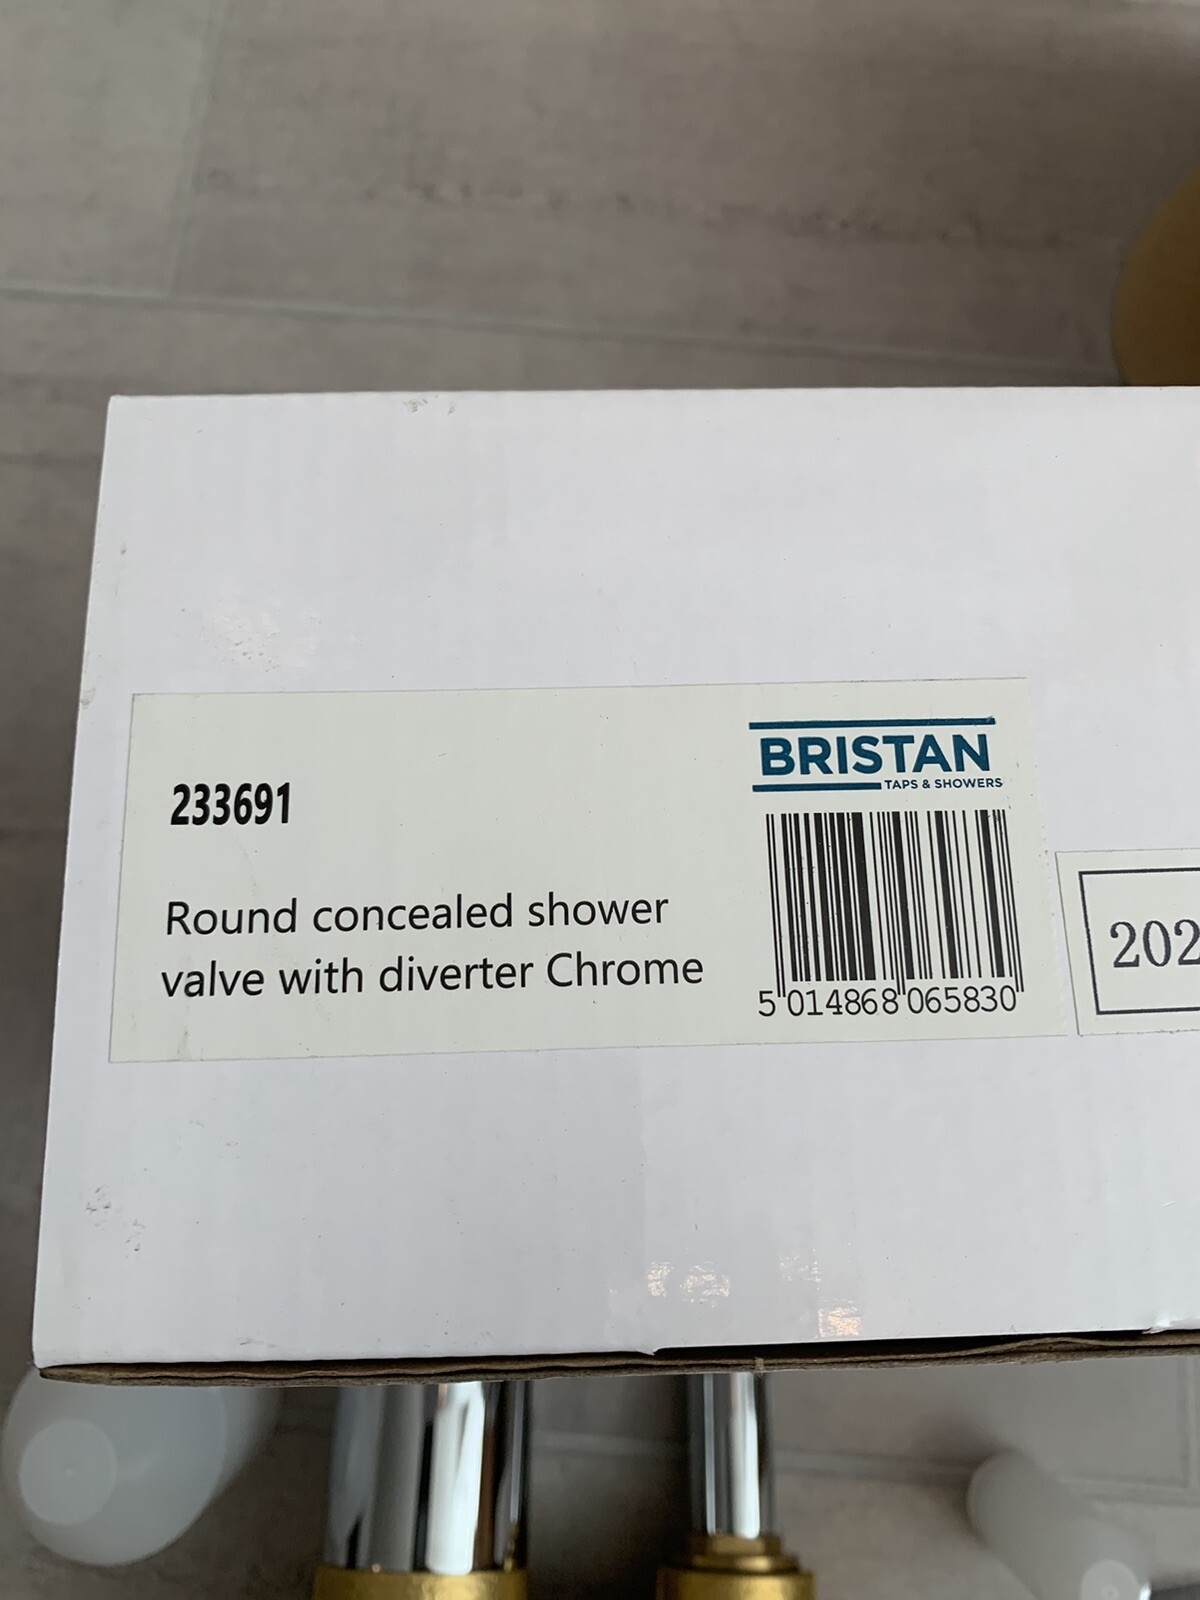 BRISTAN
TAPS & SHOWERS
233691
Round concealed shower
valve with diverter Chrome
5 014868 065830
202